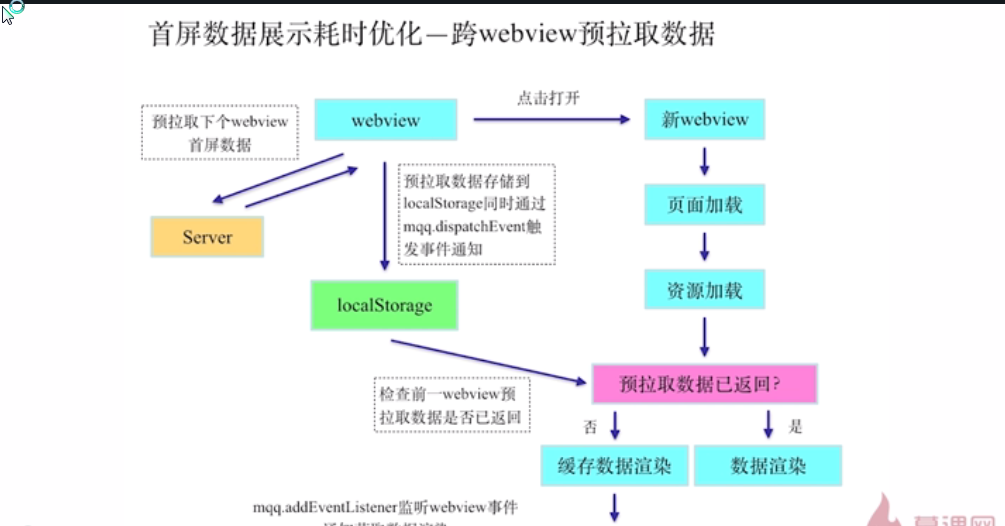 首屏数据展示耗时优化—跨webview预拉取数据
点击打开
预拉取下个webview
首屏数据
webview
新webview
预拉取数据存储到
localStorage同时通过
mqq.dispatchEvent触
发事件通知
页面加载
Server
资源加载
localStorage
预拉取数据已返回?
检查前一webview预
拉取数据是否已返回
否
是
缓存数据渲染
数据渲染
mqq.addEventListener监听webview事件